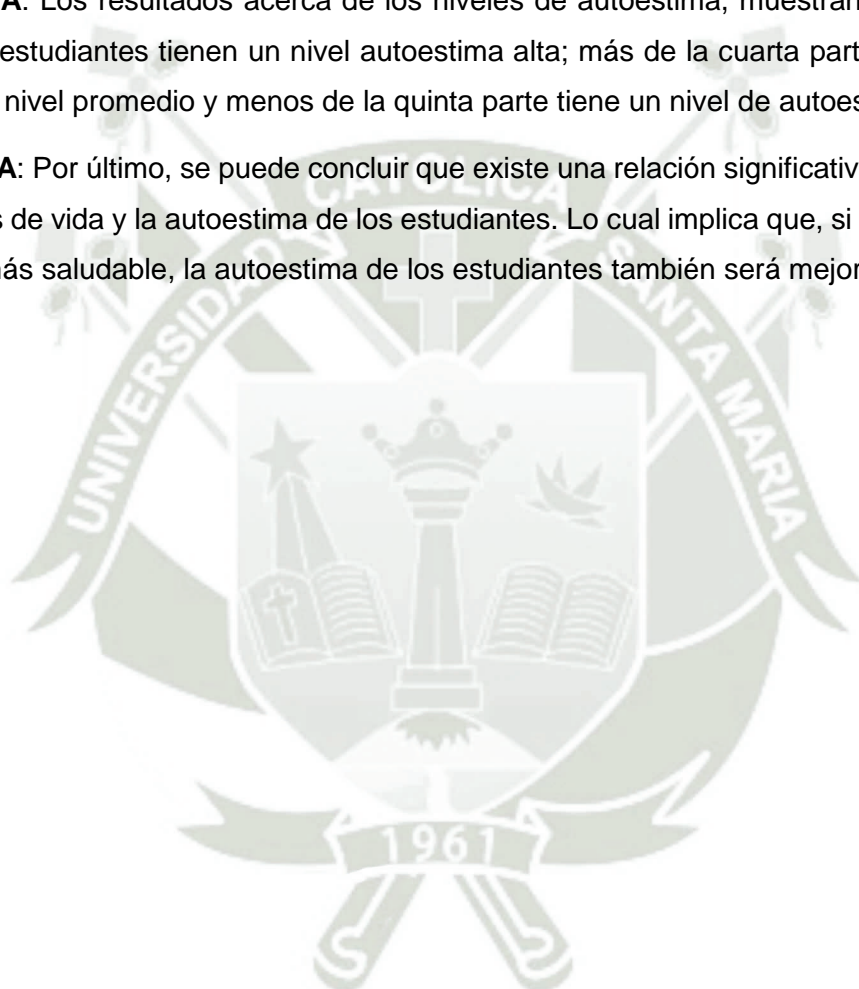 A: Los resultados acerca de los niveles de autoestima, muestran
estudiantes tienen un nivel autoestima alta; más de la cuarta part
nivel promedio y menos de la quinta parte tiene un nivel de autoes
A: Por último, se puede concluir que existe una relación significativ
s de vida y la autoestima de los estudiantes. Lo cual implica que, si
más saludable, la autoestima de los estudiantes también será mejor
UNIVERSIDAD CATOLICA SANTA MARIA
1961